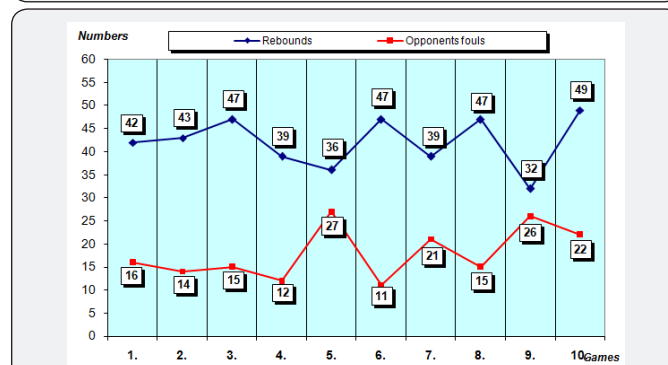 Numbers
Rebounds Opponents fouls
60
55
50
45
40
35
30
25
20
15
10
5
0
42 43 47 39 36 47 39 47 32 49
16 14 15 12 27 11 21 15 26 22
1. 2. 3. 4. 5. 6. 7. 8. 9. 10. Games